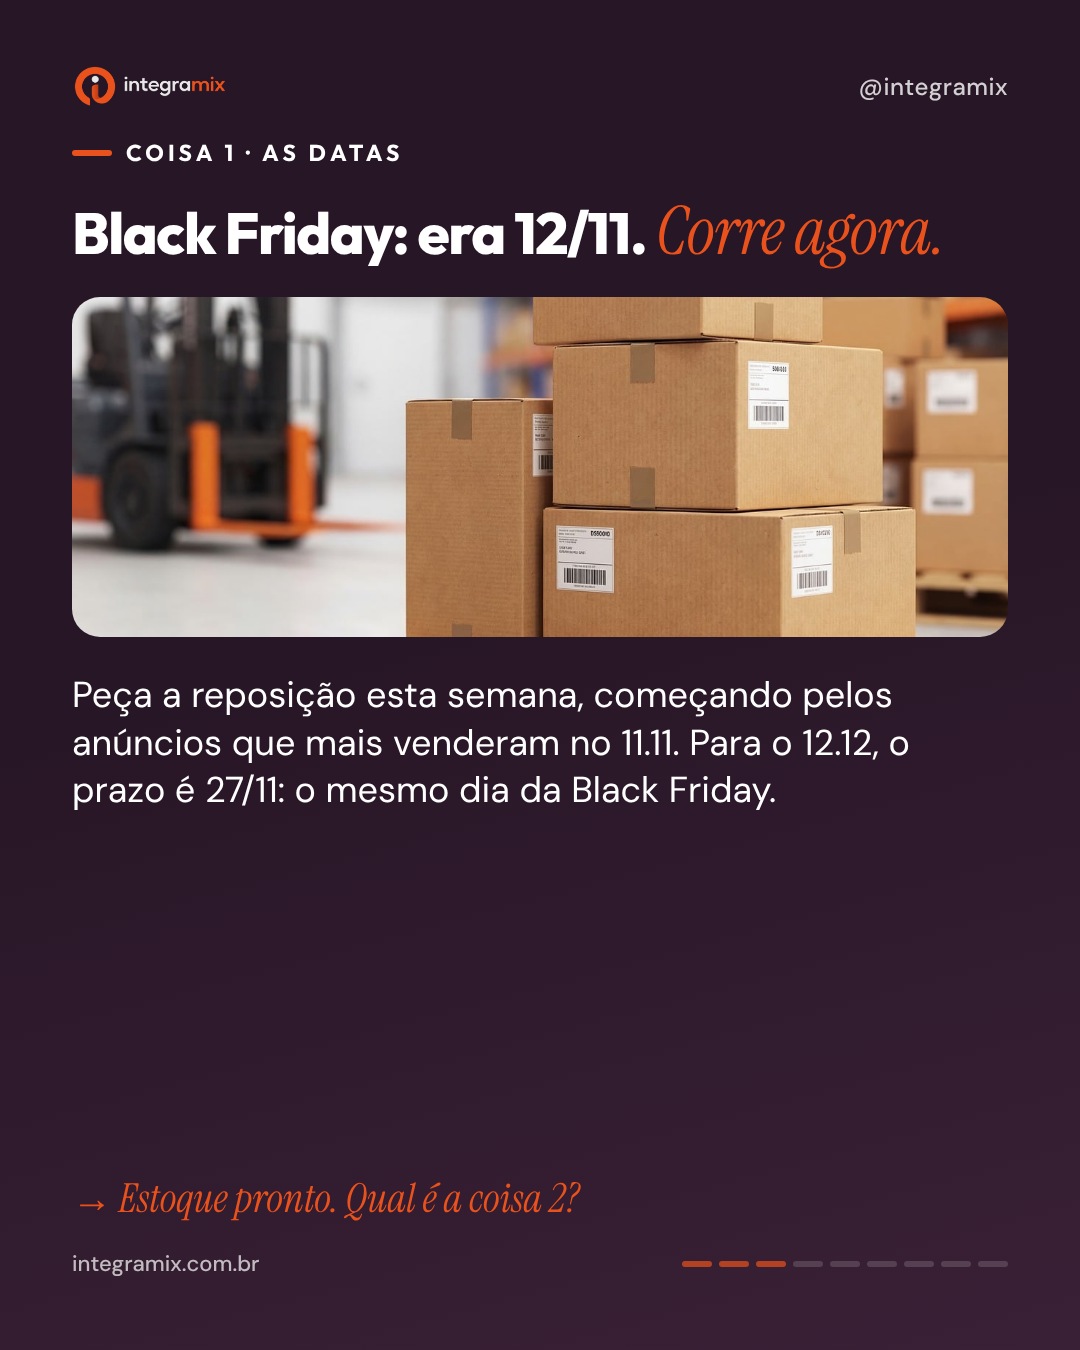 integramix
@integramix
COISA 1 · AS DATAS
Black Friday: era 12/11. Corre agora.
Peça a reposição esta semana, começando pelos
anúncios que mais venderam no 11.11. Para o 12.12, o
prazo é 27/11: o mesmo dia da Black Friday.
→ Estoque pronto. Qual é a coisa 2?
integramix.com.br